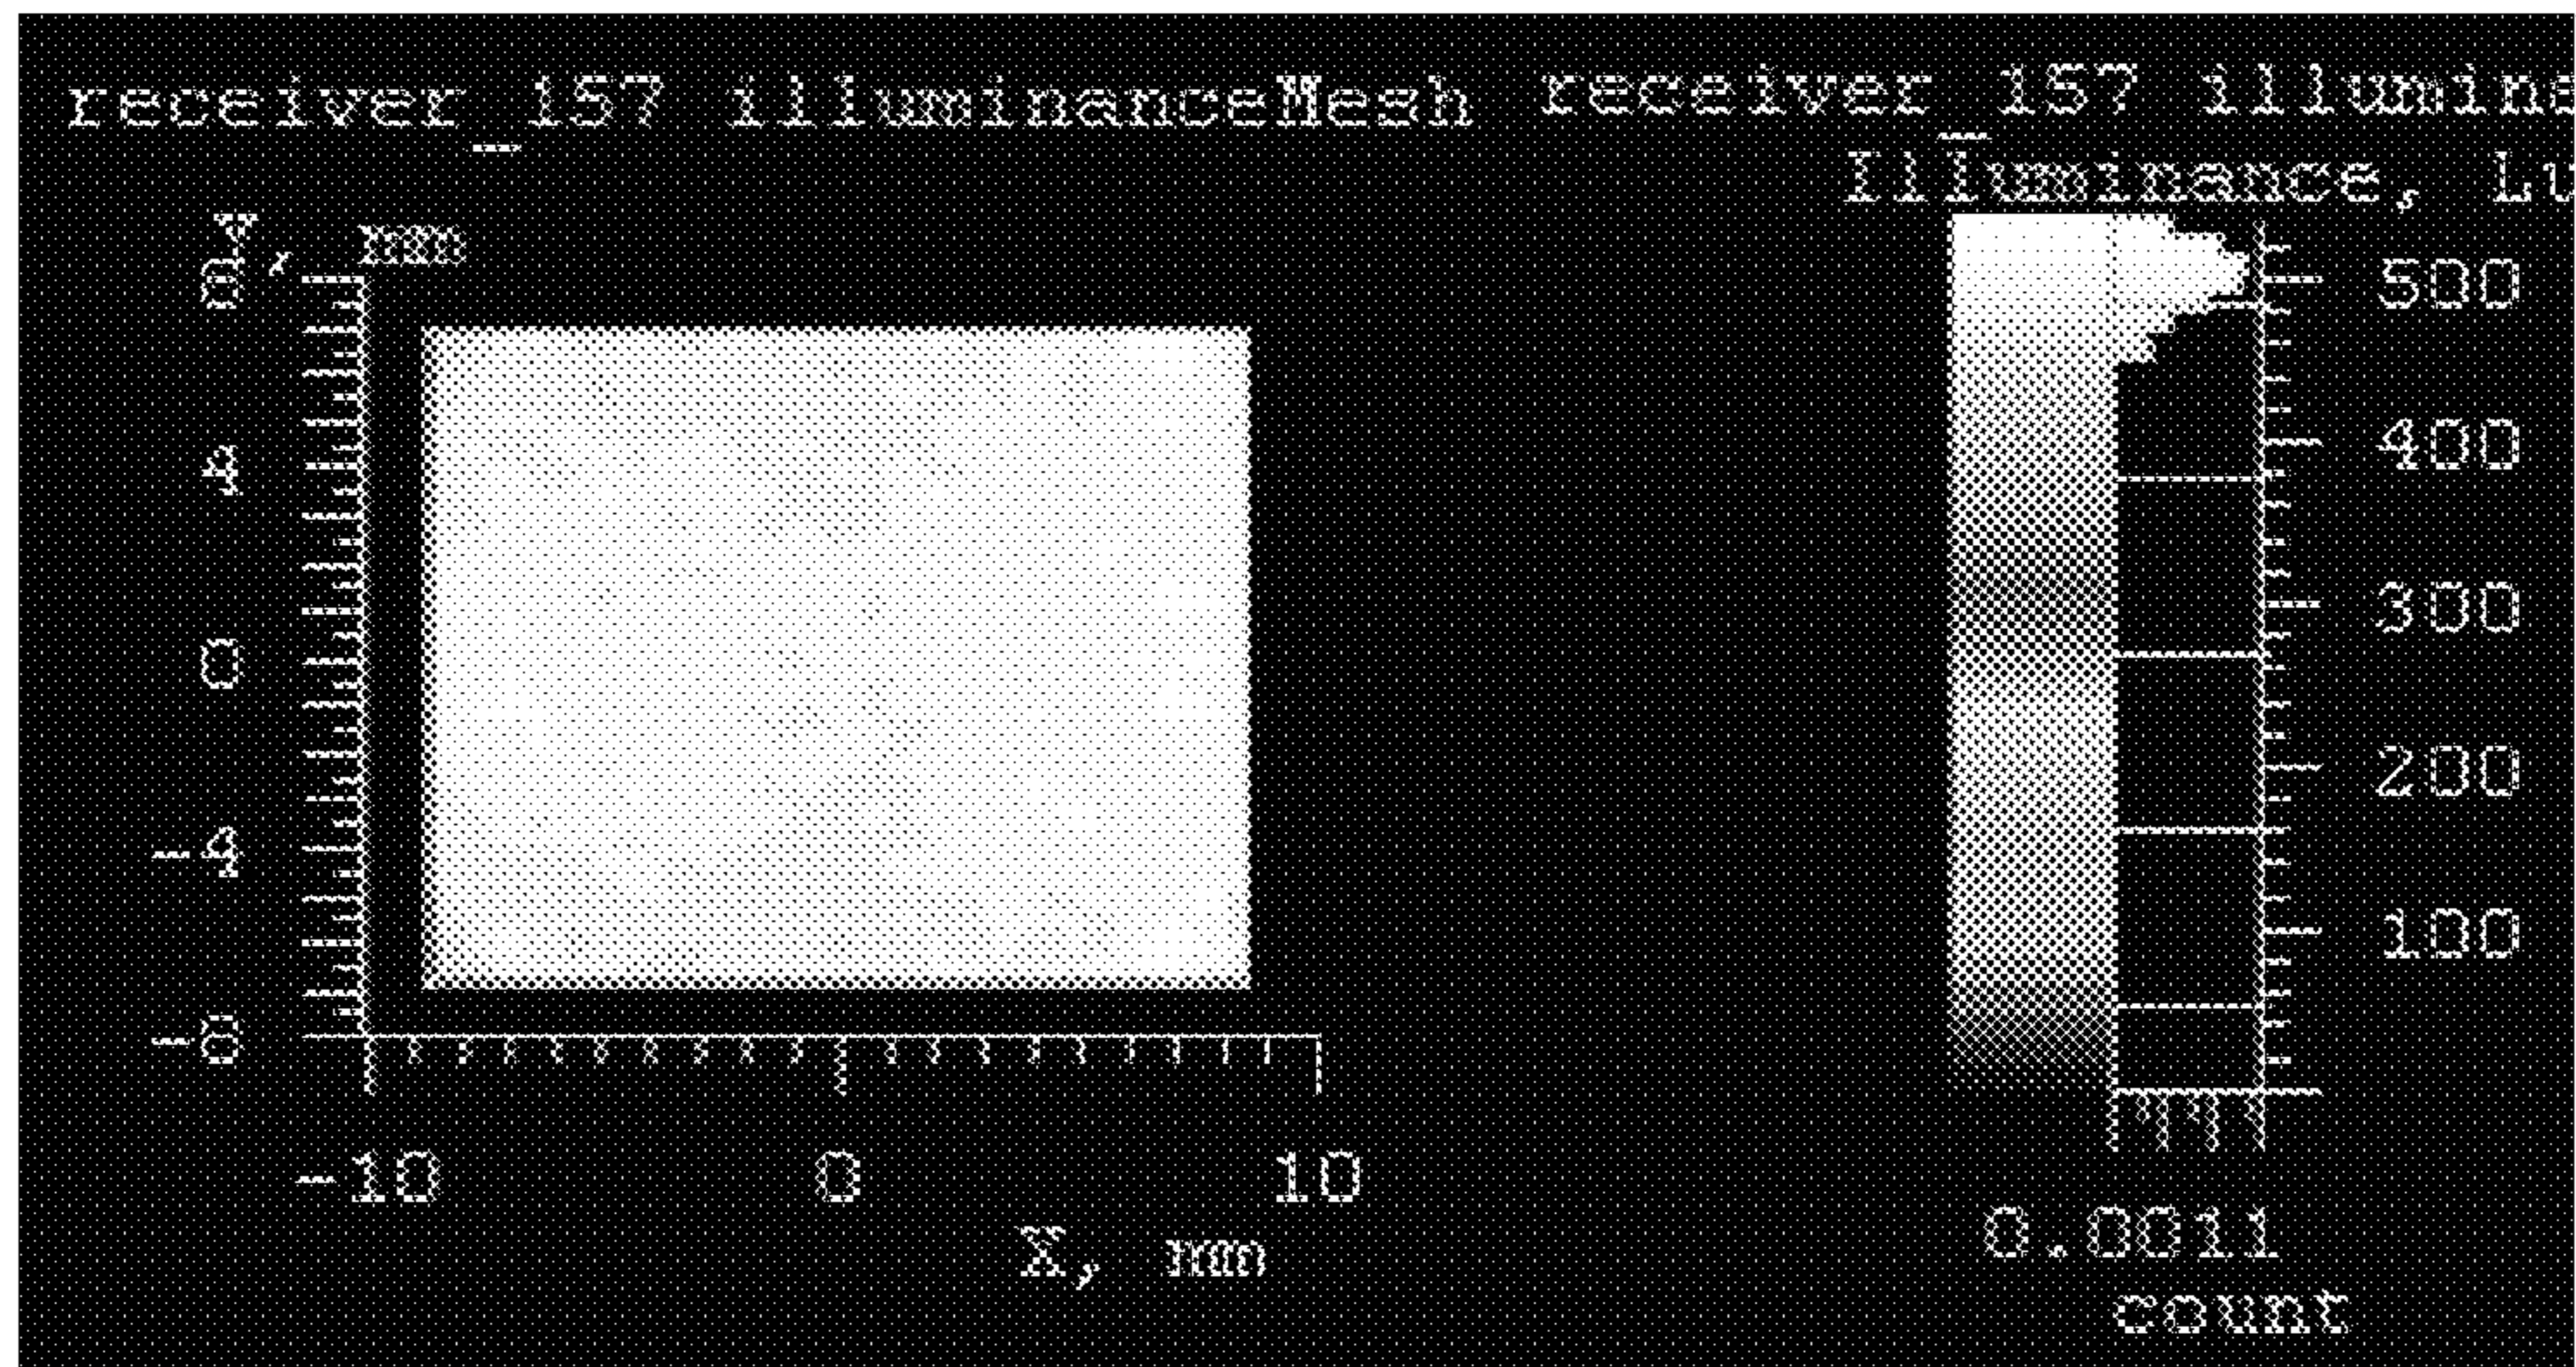 receiver_157 illuminanceMesh
receiver_157 illumine
Illuminance, Lu
Y, mm
8
4
0
-4
-8
-10 0 10
X, mm
500
400
300
200
100
0.0011
count